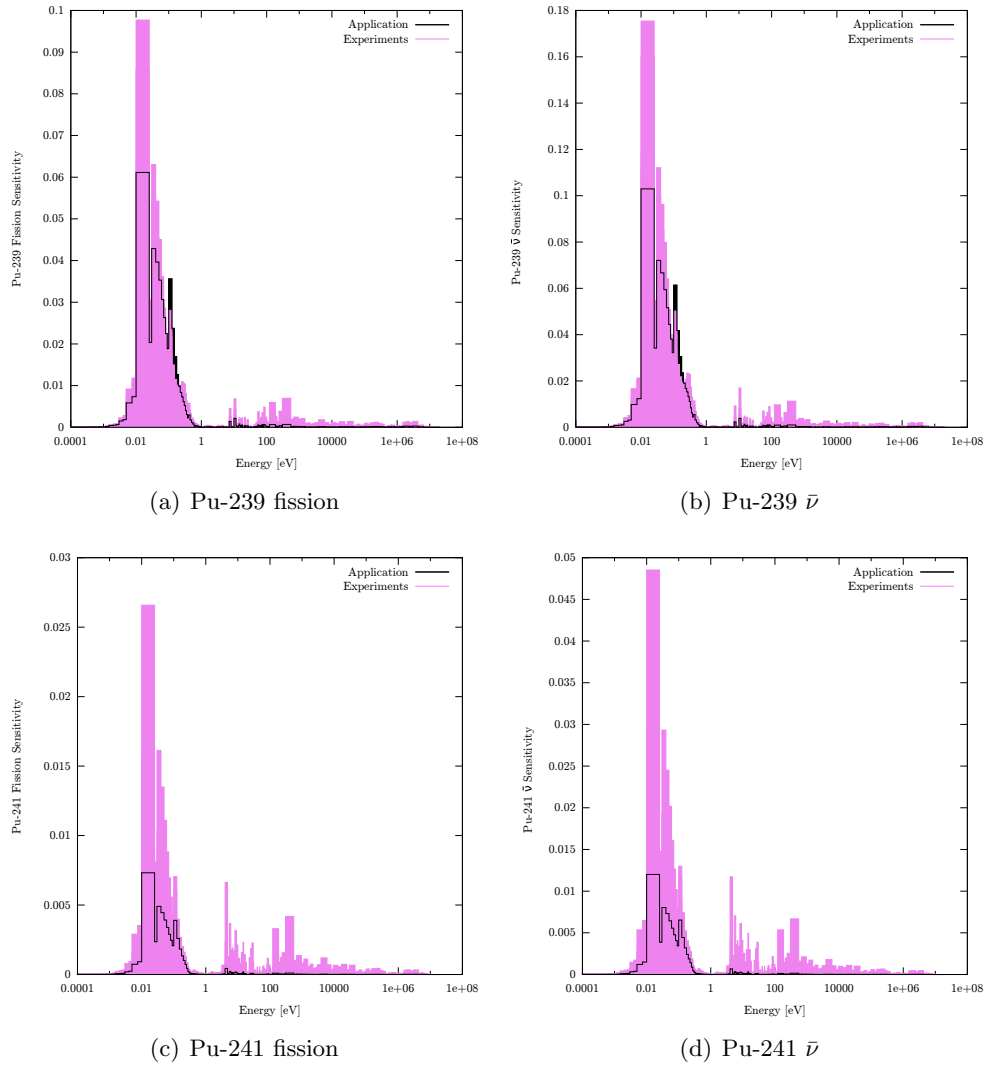 0.1
0.09
0.08
0.07
0.06
0.05
0.04
0.03
0.02
0.01
0
Pu-239 Fission Sensitivity
Application
Experiments
0.0001 0.01 1 100 10000 1e+06 1e+08
Energy [eV]
(a) Pu-239 fission
0.18
0.16
0.14
0.12
0.1
0.08
0.06
0.04
0.02
0
Pu-239 ν̄ Sensitivity
Application
Experiments
0.0001 0.01 1 100 10000 1e+06 1e+08
Energy [eV]
(b) Pu-239 ν̄
0.03
0.025
0.02
0.015
0.01
0.005
0
Pu-241 Fission Sensitivity
Application
Experiments
0.0001 0.01 1 100 10000 1e+06 1e+08
Energy [eV]
(c) Pu-241 fission
0.05
0.045
0.04
0.035
0.03
0.025
0.02
0.015
0.01
0.005
0
Pu-241 ν̄ Sensitivity
Application
Experiments
0.0001 0.01 1 100 10000 1e+06 1e+08
Energy [eV]
(d) Pu-241 ν̄